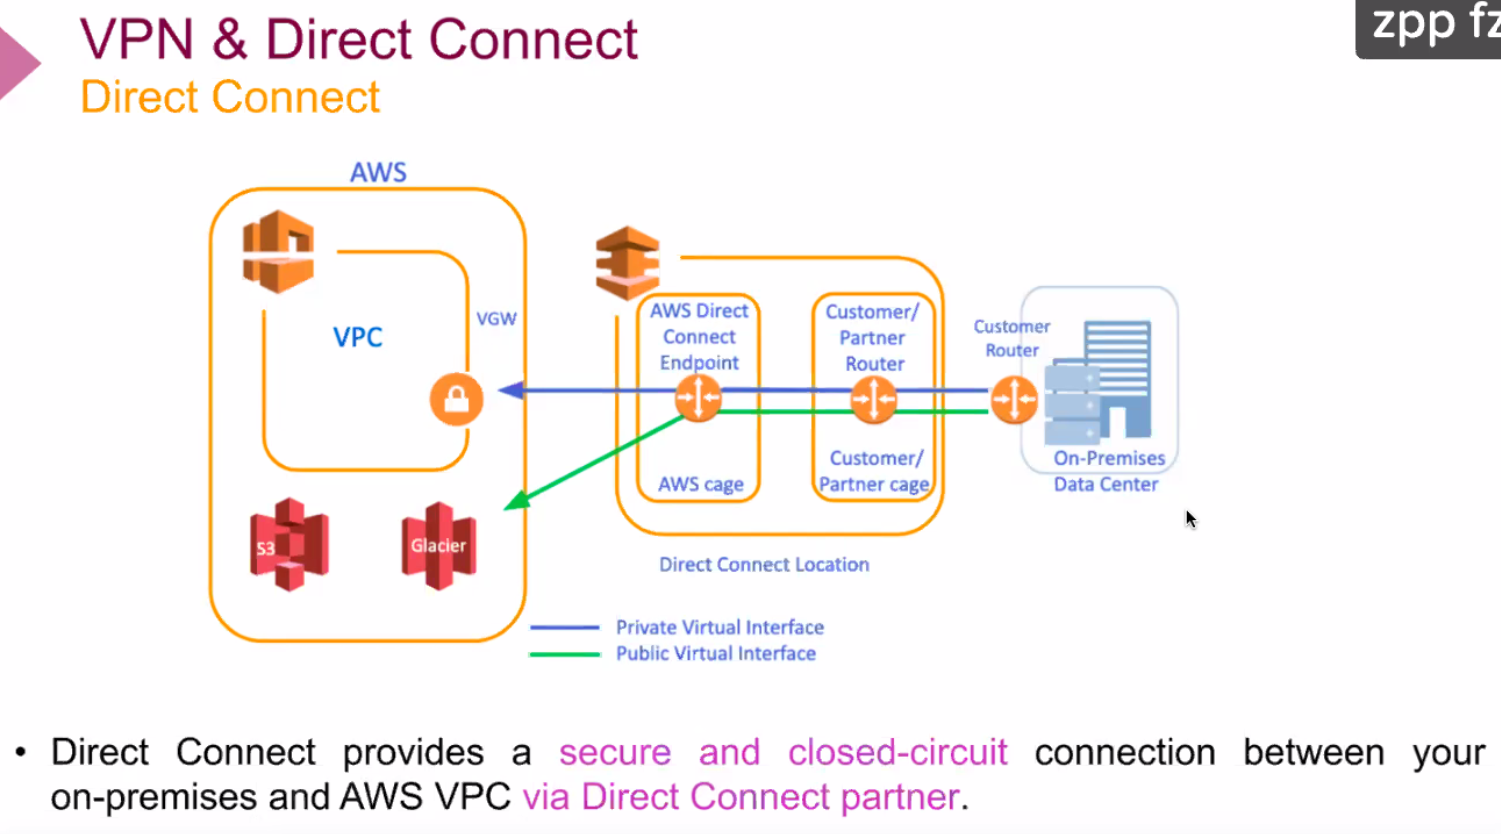 zpp fz
VPN & Direct Connect
Direct Connect
AWS
VPC
VGW
S3
Glacier
AWS Direct
Connect
Endpoint
AWS cage
Customer/
Partner
Router
Customer/
Partner cage
Direct Connect Location
Customer
Router
On-Premises
Data Center
Private Virtual Interface
Public Virtual Interface
• Direct Connect provides a secure and closed-circuit connection between your
on-premises and AWS VPC via Direct Connect partner.